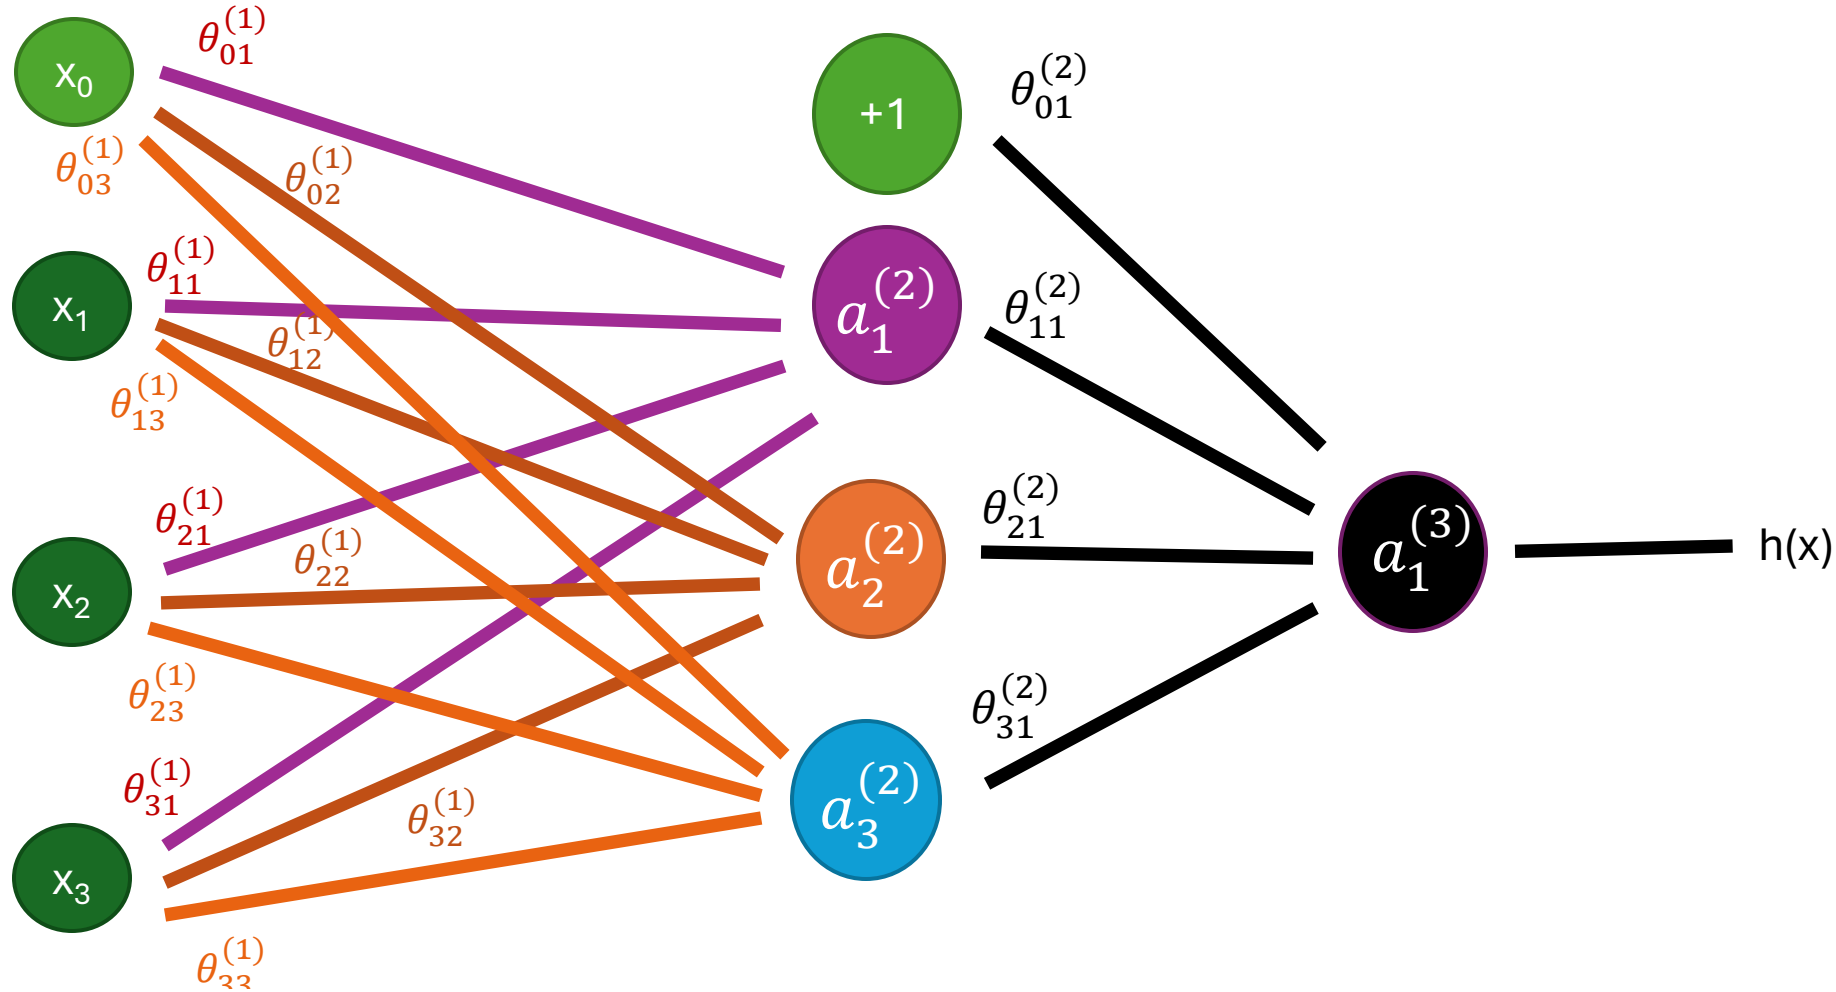 x₀
θ₀₁⁽¹⁾
θ₀₃⁽¹⁾
θ₀₂⁽¹⁾
x₁
θ₁₁⁽¹⁾
θ₁₂⁽¹⁾
θ₁₃⁽¹⁾
x₂
θ₂₁⁽¹⁾
θ₂₂⁽¹⁾
θ₂₃⁽¹⁾
x₃
θ₃₁⁽¹⁾
θ₃₂⁽¹⁾
θ₃₃⁽¹⁾
+1
a₁⁽²⁾
a₂⁽²⁾
a₃⁽²⁾
θ₀₁⁽²⁾
θ₁₁⁽²⁾
θ₂₁⁽²⁾
θ₃₁⁽²⁾
a₁⁽³⁾
h(x)